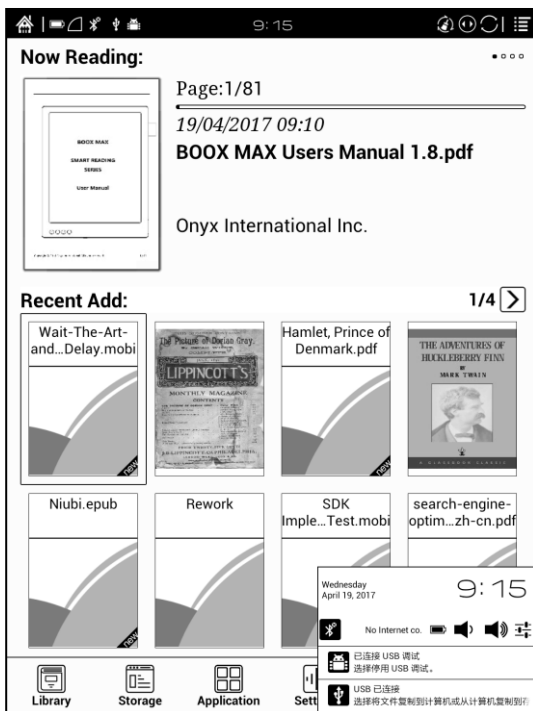 9:15
Now Reading:
BOOX MAX
SMART READING
SERIES
User Manual
Page:1/81
19/04/2017 09:10
BOOX MAX Users Manual 1.8.pdf
Onyx International Inc.
Recent Add:
1/4
Wait-The-Art-
and...Delay.mobi
new
The Picture of Dorian Gray.
LIPPINCOTT'S
MONTHLY MAGAZINE
CONTENTS
Hamlet, Prince of
Denmark.pdf
new
THE ADVENTURES OF
HUCKLEBERRY FINN
BY
MARK TWAIN
Niubi.epub
new
Rework
SDK
Imple...Test.mobi
search-engine-
optim...zh-cn.pdf
Wednesday
April 19, 2017
9:15
No Internet co.
已连接 USB 调试
选择停用 USB 调试。
USB 已连接
选择将文件复制到计算机或从计算机复制到存
Library
Storage
Application
Sett